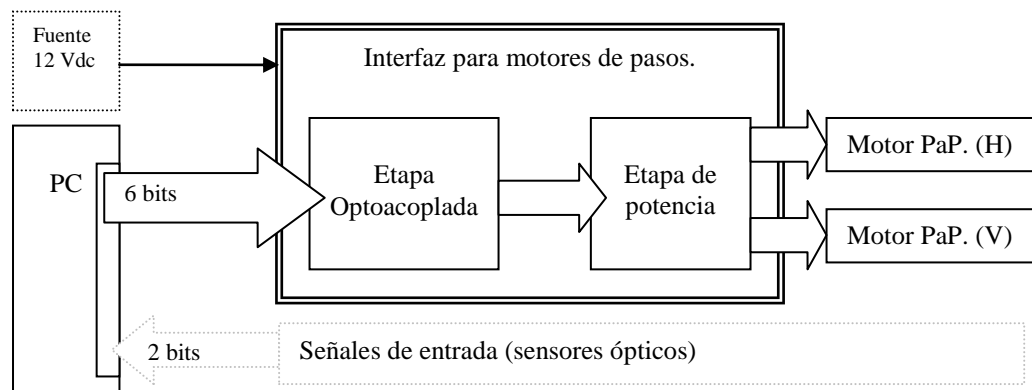 Fuente
12 Vdc
Interfaz para motores de pasos.
PC
6 bits
Etapa
Optoacoplada
Etapa de
potencia
Motor PaP. (H)
Motor PaP. (V)
2 bits
Señales de entrada (sensores ópticos)